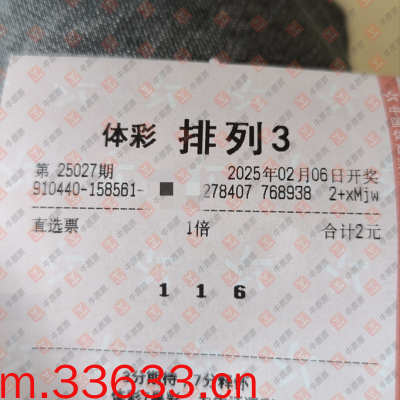 体彩 排列3
第 25027期 2025年02月06日开奖
910440-158561- 278407 768938 2+xMjw
直选票 1倍 合计2元
1 1 6
m.33633.cn